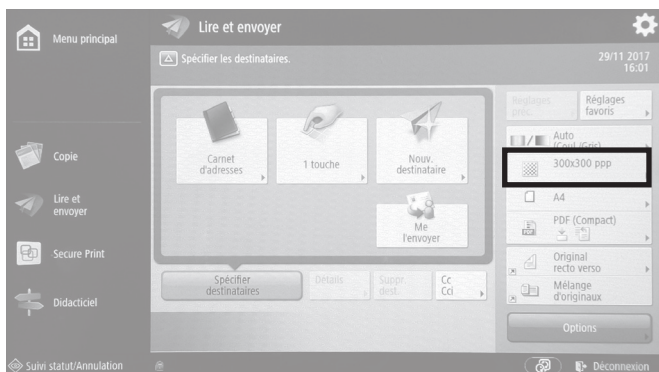 Menu principal
Lire et envoyer
Spécifier les destinataires.
29/11 2017
16:01
Réglages
préc.
Réglages
favoris
Carnet
d'adresses
1 touche
Nouv.
destinataire
Me
l'envoyer
Auto
(Coul./Gris)
300x300 ppp
A4
PDF (Compact)
Original
recto verso
Mélange
d'originaux
Copie
Lire et
envoyer
Secure Print
Didacticiel
Spécifier
destinataires
Détails
Suppr.
dest.
Cc
Cci
Options
Suivi statut/Annulation
Déconnexion